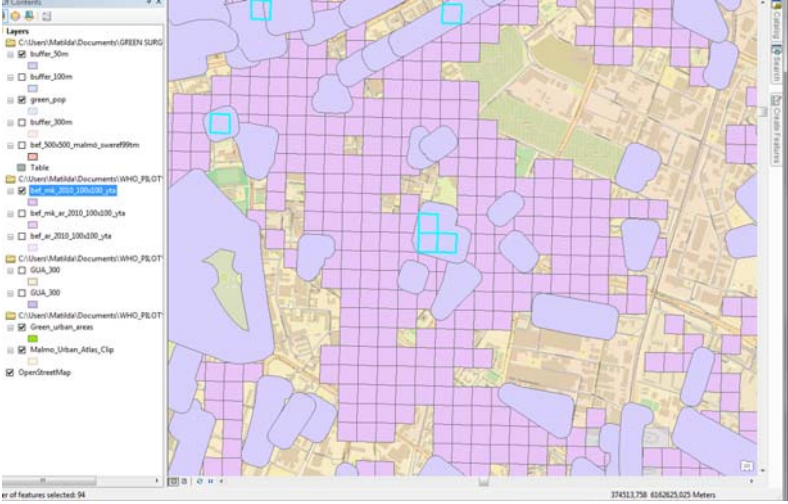 Of Contents
Layers
C:\Users\Matilda\Documents\GREEN SURG
buffer_50m
buffer_100m
green_pop
buffer_300m
bef_500x500_malmö_sweref99tm
Table
C:\Users\Matilda\Documents\WHO_PILOT
bef_mk_2010_100x100_yta
bef_mk_ar_2010_100x100_yta
bef_ar_2010_100x100_yta
C:\Users\Matilda\Documents\WHO_PILOT
GUA_300
GUA_300
C:\Users\Matilda\Documents\WHO_PILOT
Green_urban_areas
Malmo_Urban_Atlas_Clip
OpenStreetMap
Catalog
Search
Create Features
er of features selected: 94
374513,758 6162625,025 Meters